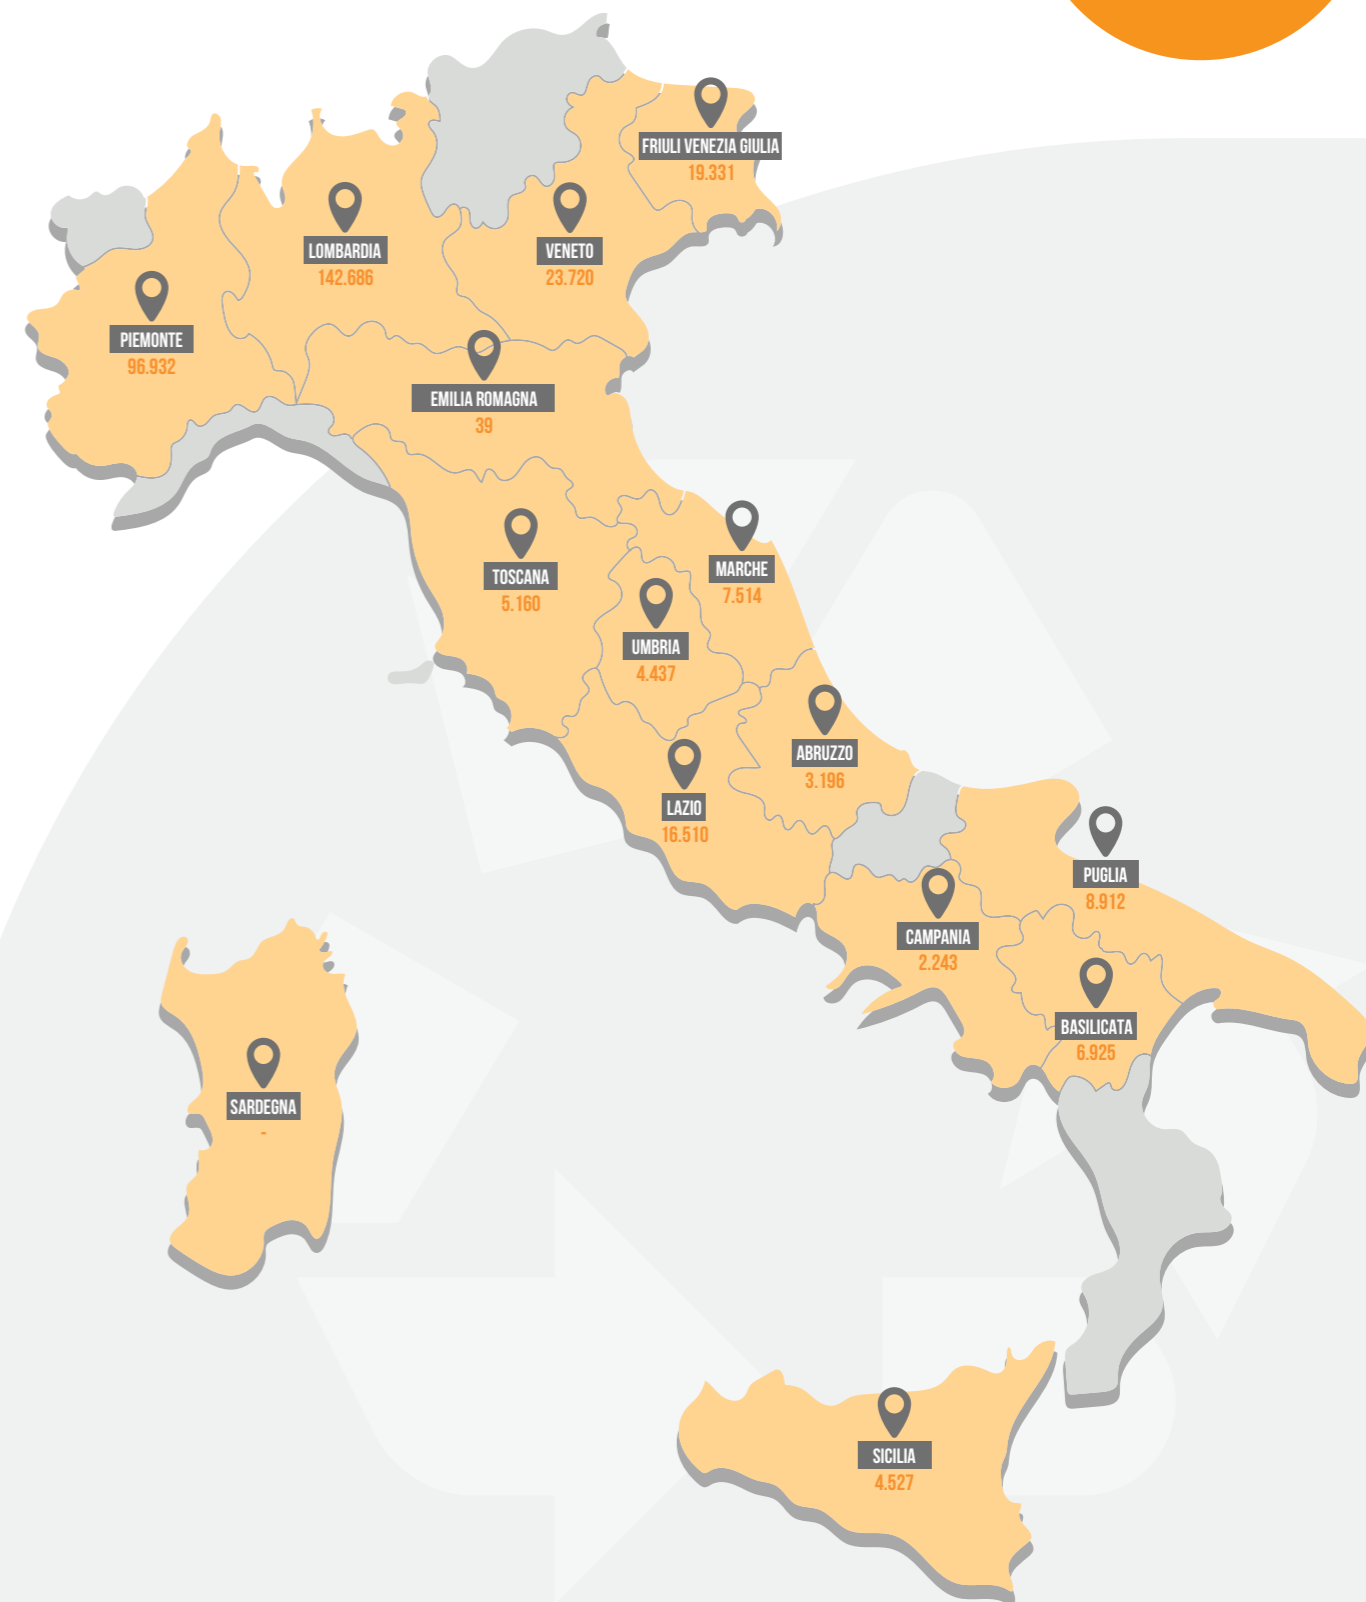 FRIULI VENEZIA GIULIA
19.331
LOMBARDIA
142.686
VENETO
23.720
PIEMONTE
96.932
EMILIA ROMAGNA
39
TOSCANA
5.160
MARCHE
7.514
UMBRIA
4.437
ABRUZZO
3.196
LAZIO
16.510
PUGLIA
8.912
CAMPANIA
2.243
BASILICATA
6.925
SARDEGNA
-
SICILIA
4.527